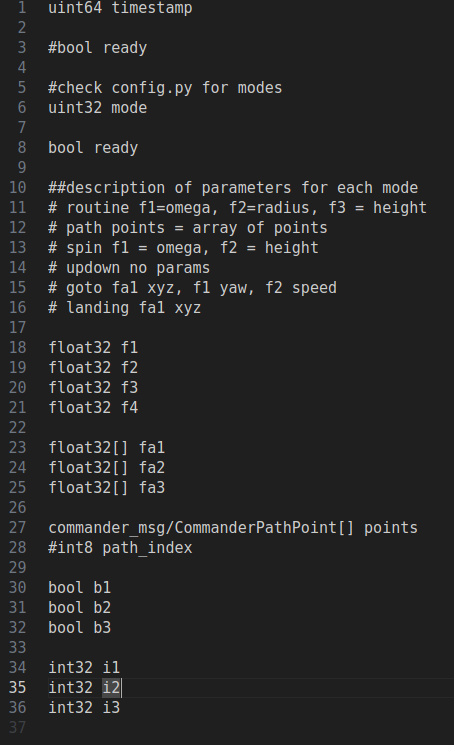 1 uint64 timestamp
2
3 #bool ready
4
5 #check config.py for modes
6 uint32 mode
7
8 bool ready
9
10 ##description of parameters for each mode
11 # routine f1=omega, f2=radius, f3 = height
12 # path points = array of points
13 # spin f1 = omega, f2 = height
14 # updown no params
15 # goto fa1 xyz, f1 yaw, f2 speed
16 # landing fa1 xyz
17
18 float32 f1
19 float32 f2
20 float32 f3
21 float32 f4
22
23 float32[] fa1
24 float32[] fa2
25 float32[] fa3
26
27 commander_msg/CommanderPathPoint[] points
28 #int8 path_index
29
30 bool b1
31 bool b2
32 bool b3
33
34 int32 i1
35 int32 i2
36 int32 i3
37